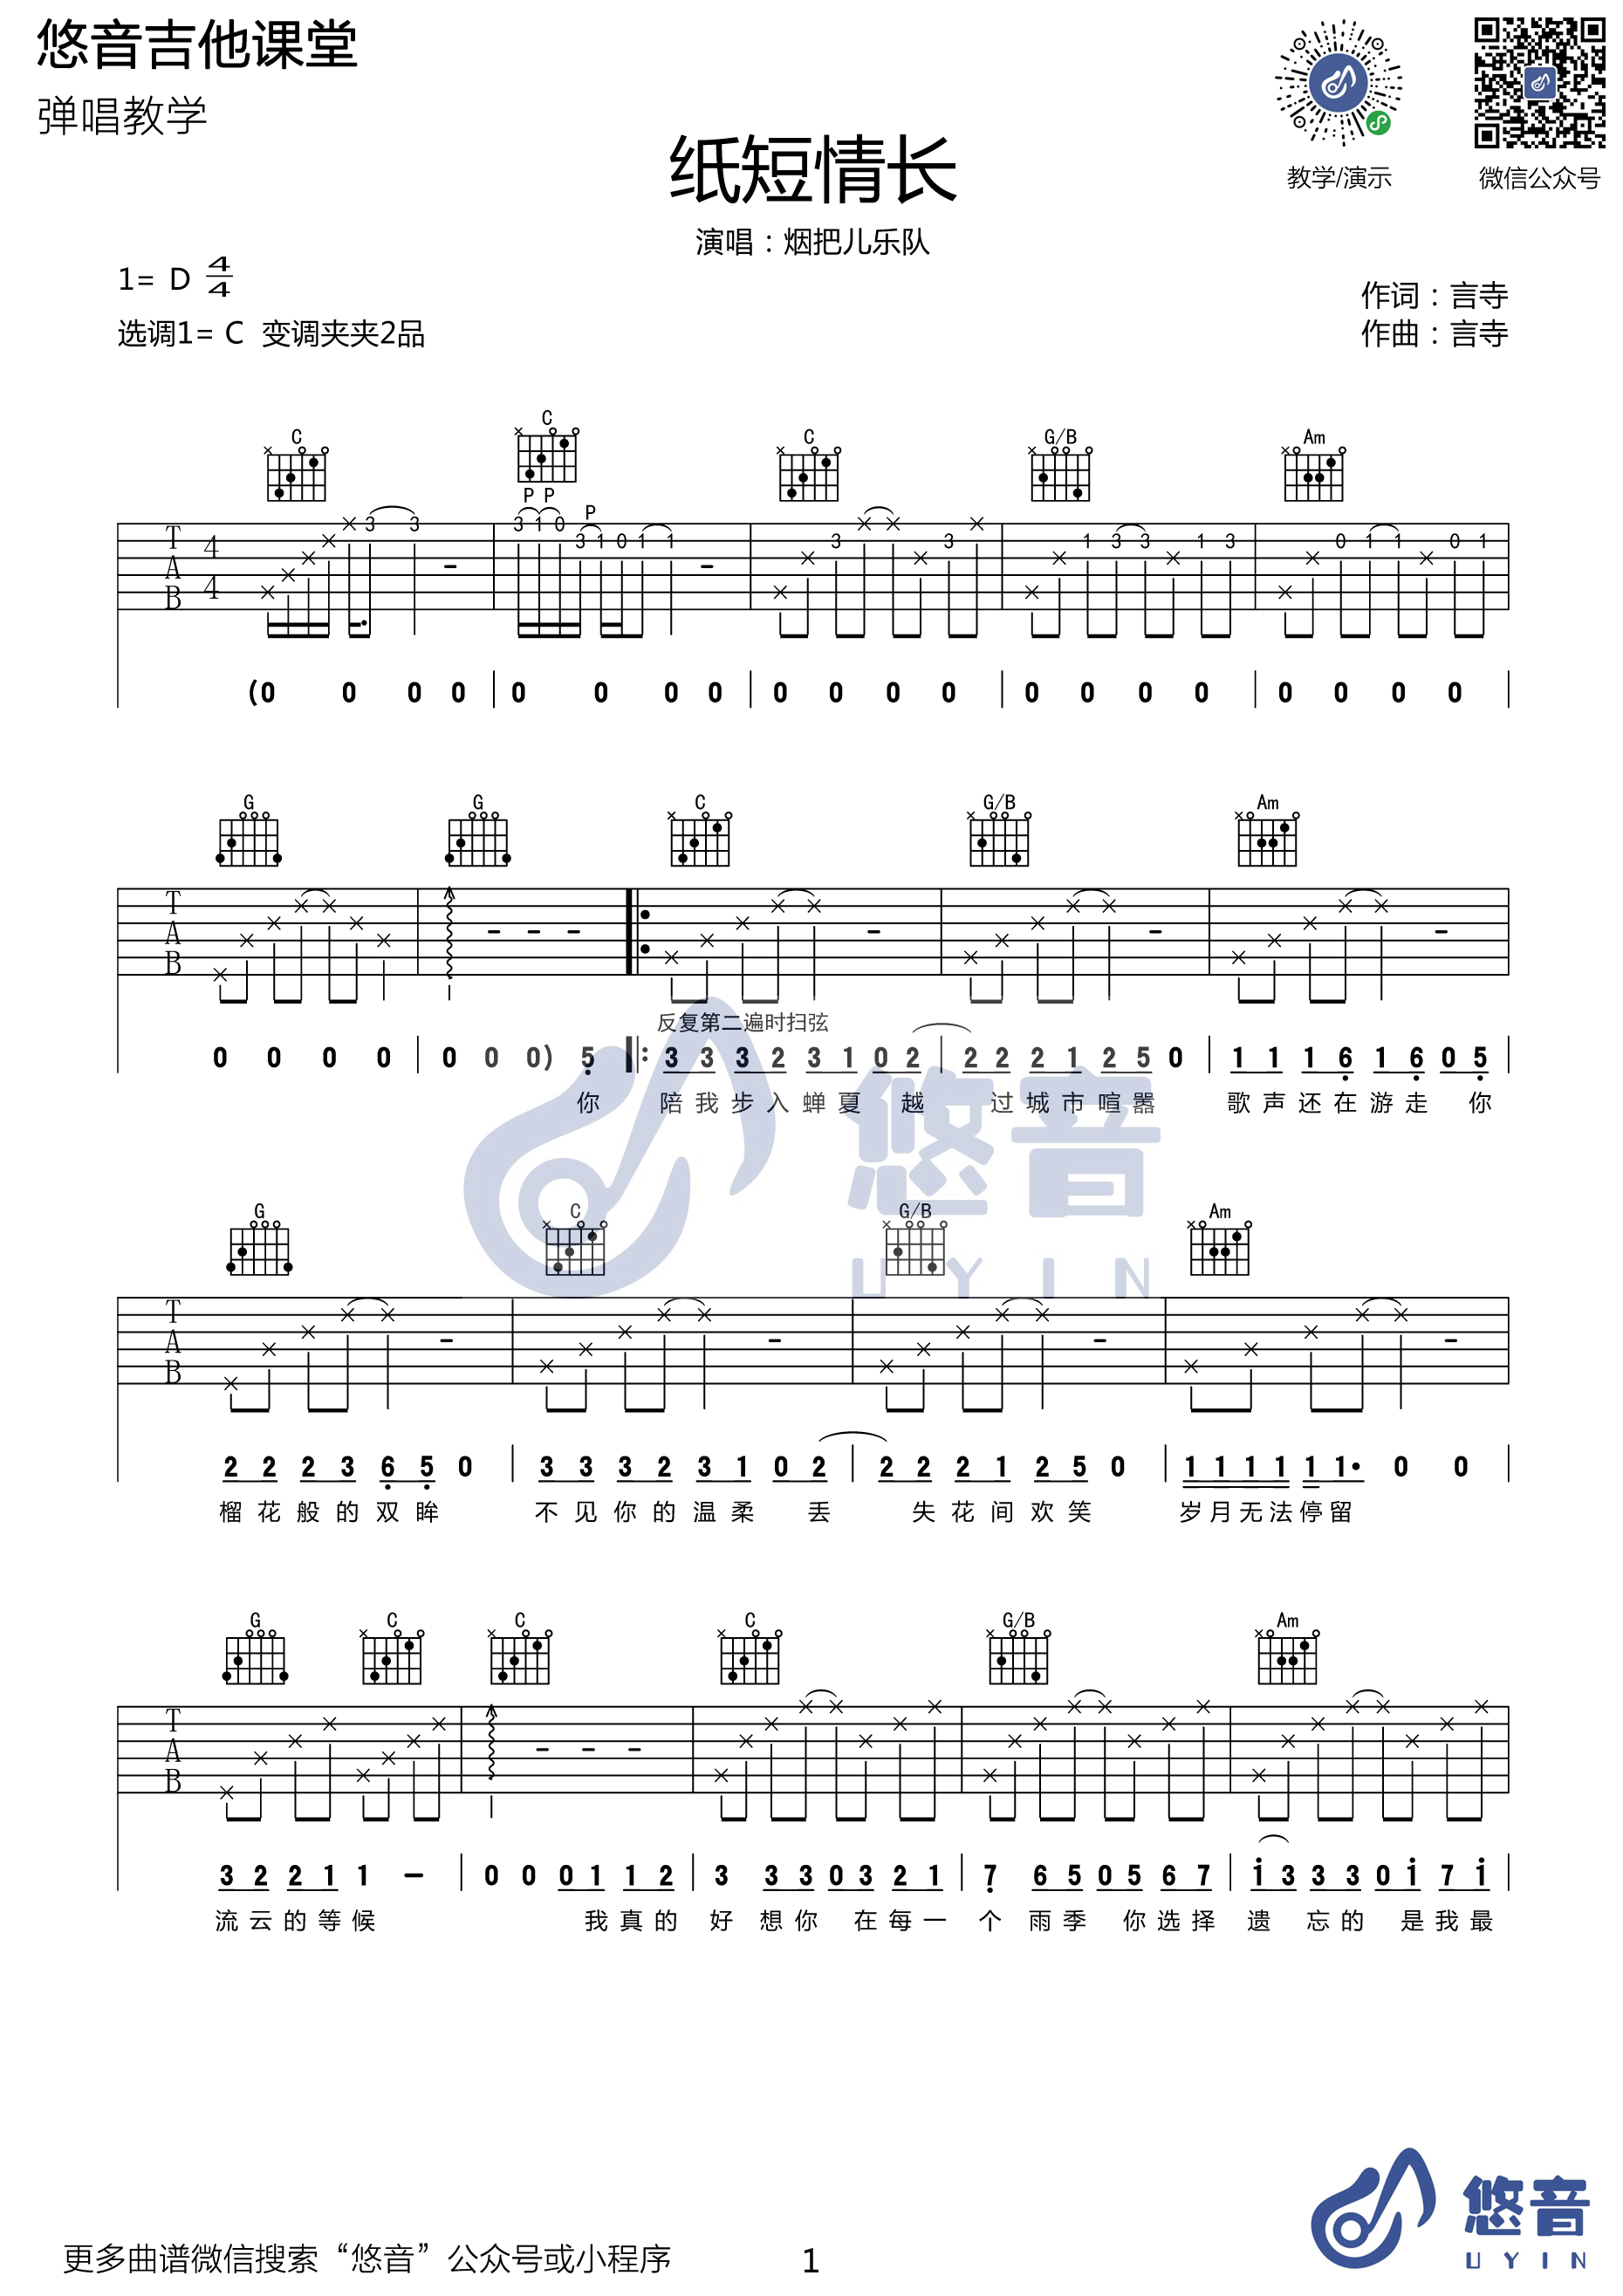 悠音吉他课堂
弹唱教学
教学/演示
微信公众号
纸短情长
演唱：烟把儿乐队
1= D 4/4
选调1= C 变调夹夹2品
作词：言寺
作曲：言寺
C C C G/B Am
P P P
T A B 4/4 3 3 3 1 0 3 1 0 1 1 3 3 1 3 3 1 3 0 1 1 0 1
(0 0 0 0 0 0 0 0 0 0 0 0 0 0 0 0 0 0 0 0
G G C G/B Am
T A B
反复第二遍时扫弦
0 0 0 0 0 0 0) 5 3 3 3 2 3 1 0 2 2 2 2 1 2 5 0 1 1 1 6 1 6 0 5
你 陪我步入蝉夏 越 过城市喧嚣 歌声还在游走 你
G C G/B Am
T A B
2 2 2 3 6 5 0 3 3 3 2 3 1 0 2 2 2 2 1 2 5 0 1 1 1 1 1 1· 0 0
榴花般的双眸 不见你的温柔 丢 失花间欢笑 岁月无法停留
G C C C G/B Am
T A B
3 2 2 1 1 – 0 0 0 1 1 2 3 3 3 0 3 2 1 7 6 5 0 5 6 7 1 3 3 3 0 1 7 1
流云的等候 我真的 好 想你 在每一 个 雨季 你选择 遗 忘的 是我最
悠音
UYIN
更多曲谱微信搜索“悠音”公众号或小程序
1
悠音
UYIN